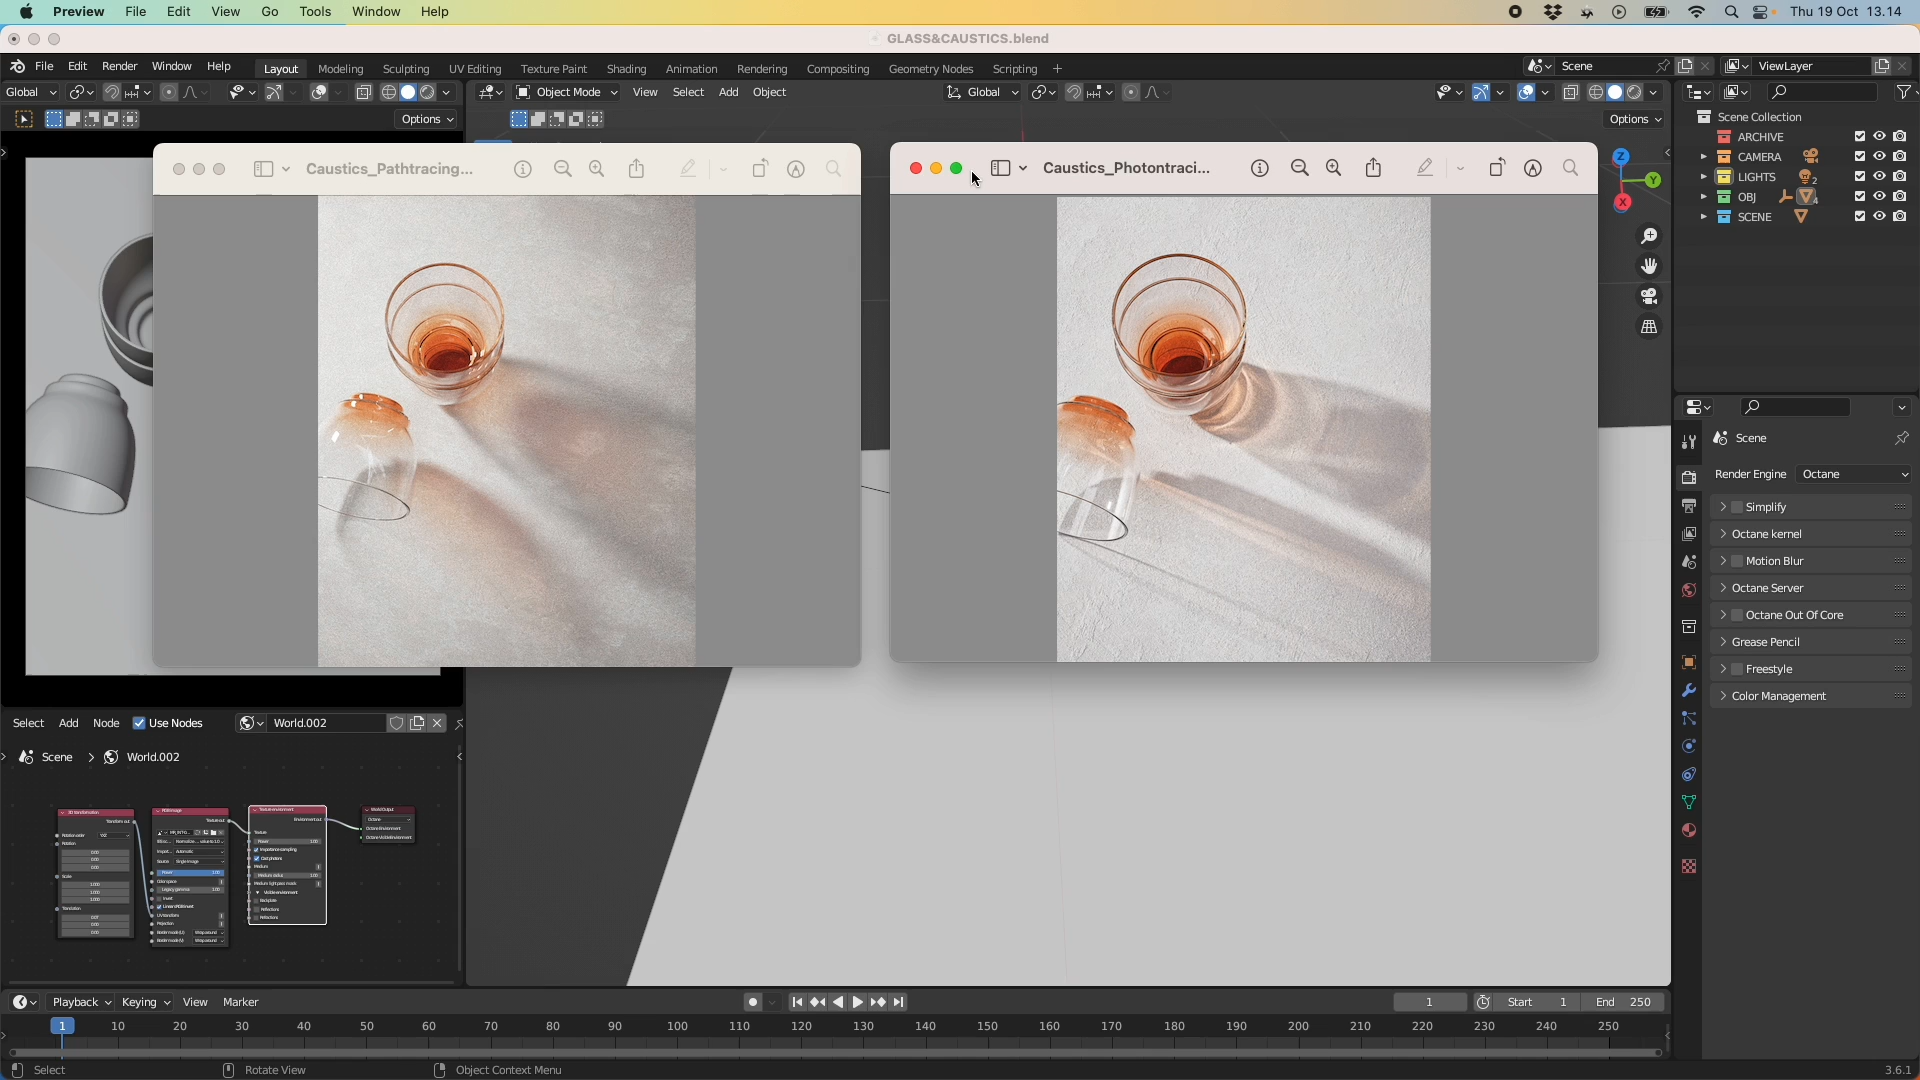 Preview File Edit View Go Tools Window Help Thu 19 Oct 13.14
GLASS&CAUSTICS.blend
File Edit Render Window Help Layout Modeling Sculpting UV Editing Texture Paint Shading Animation Rendering Compositing Geometry Nodes Scripting + Scene ViewLayer
Global Object Mode View Select Add Object Global
Options Options
Scene Collection
ARCHIVE
CAMERA
LIGHTS 2
OBJ 4
SCENE
Z
Y
X
Caustics_Pathtracing... Caustics_Photontraci...
Scene
Render Engine Octane
Simplify
Octane kernel
Motion Blur
Octane Server
Octane Out Of Core
Grease Pencil
Freestyle
Color Management
Select Add Node Use Nodes World.002
Scene > World.002
Playback Keying View Marker 1 Start 1 End 250
1 10 20 30 40 50 60 70 80 90 100 110 120 130 140 150 160 170 180 190 200 210 220 230 240 250
Select Rotate View Object Context Menu 3.6.1